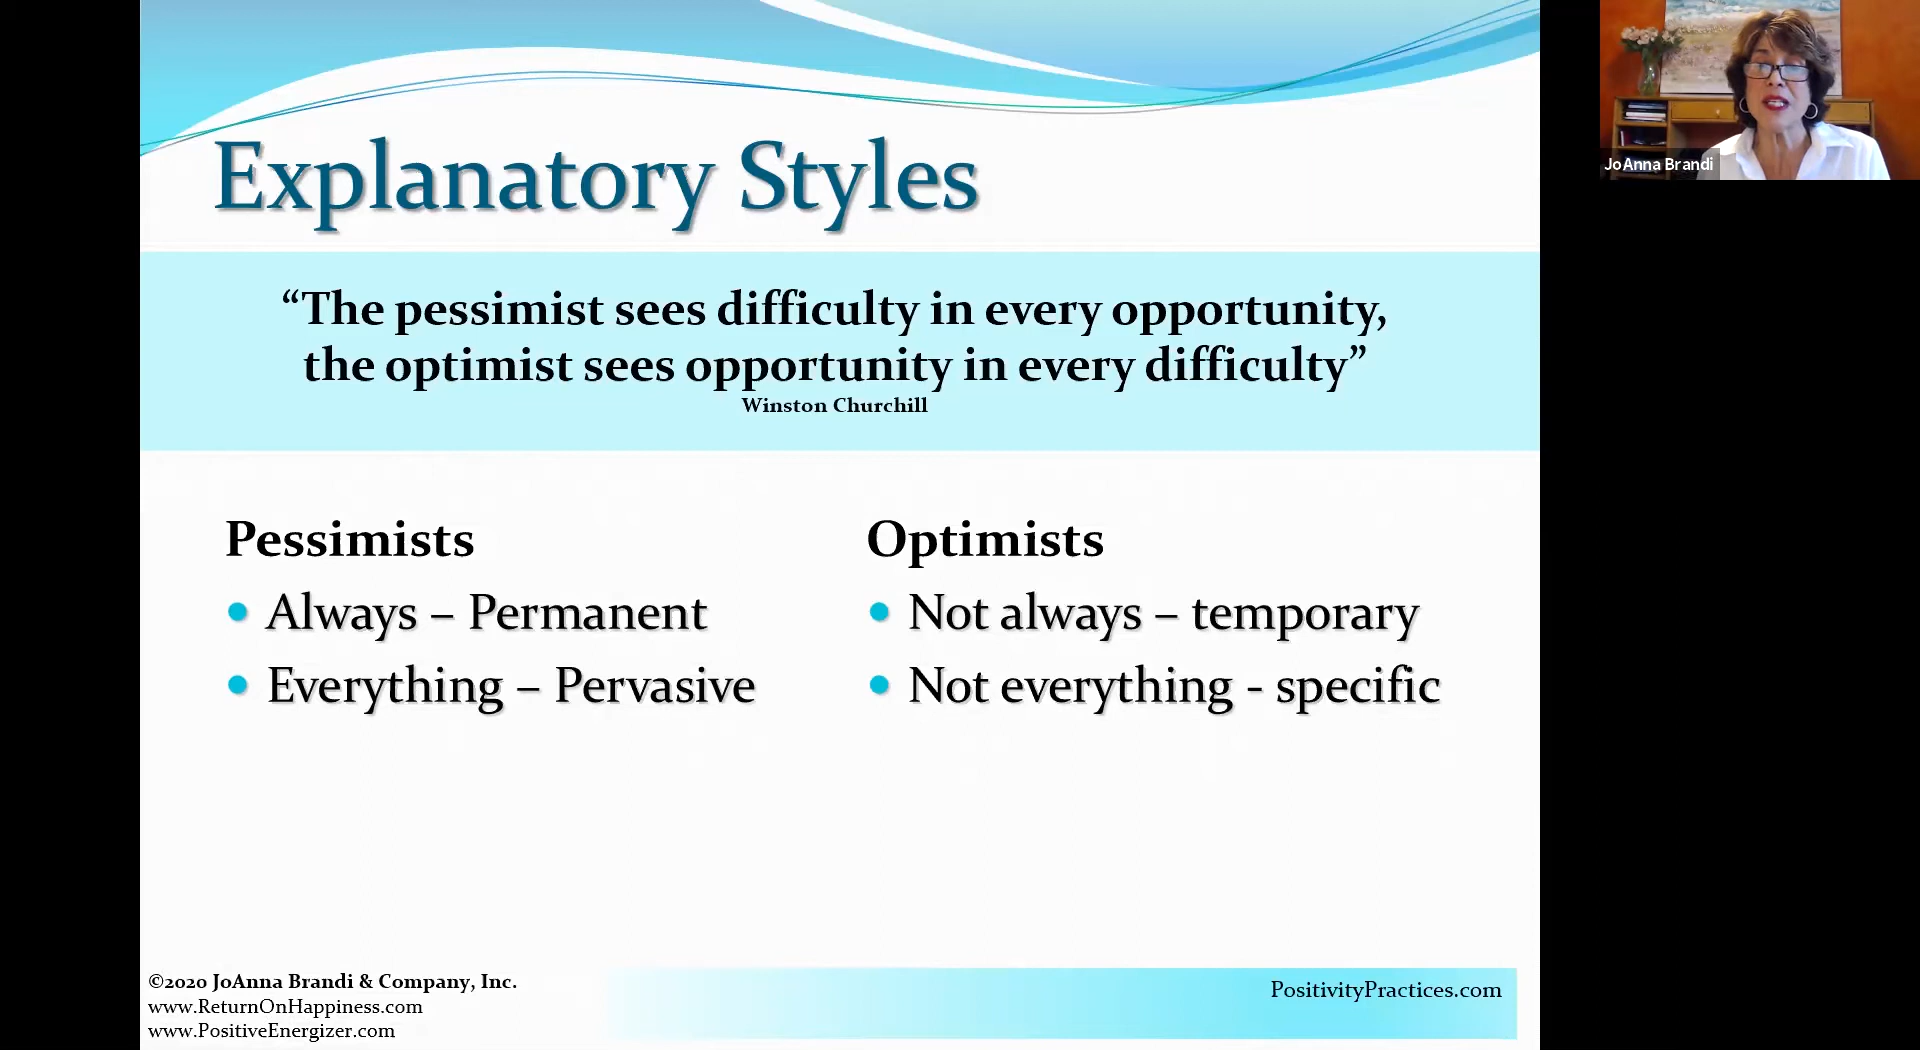 Explanatory Styles
“The pessimist sees difficulty in every opportunity,
the optimist sees opportunity in every difficulty”
Winston Churchill
Pessimists
• Always – Permanent
• Everything – Pervasive
Optimists
• Not always – temporary
• Not everything - specific
©2020 JoAnna Brandi & Company, Inc.
www.ReturnOnHappiness.com
www.PositiveEnergizer.com
PositivityPractices.com
JoAnna Brandi